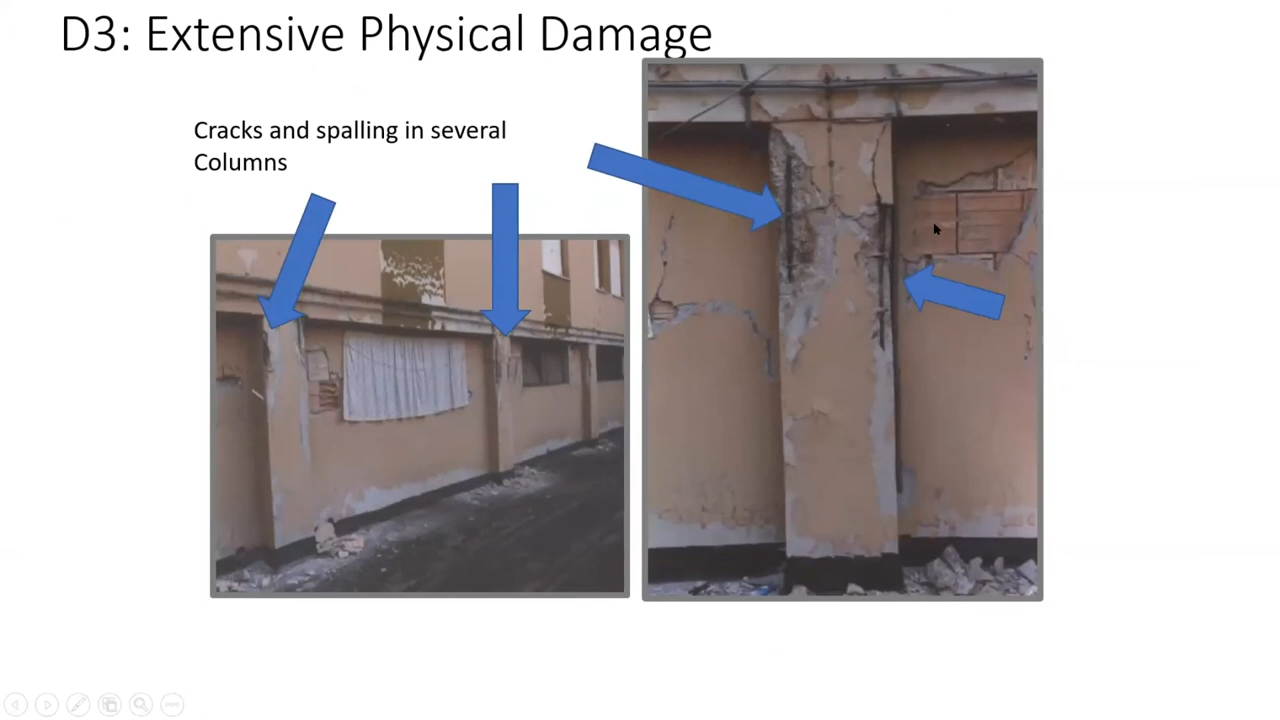 D3: Extensive Physical Damage
Cracks and spalling in several
Columns